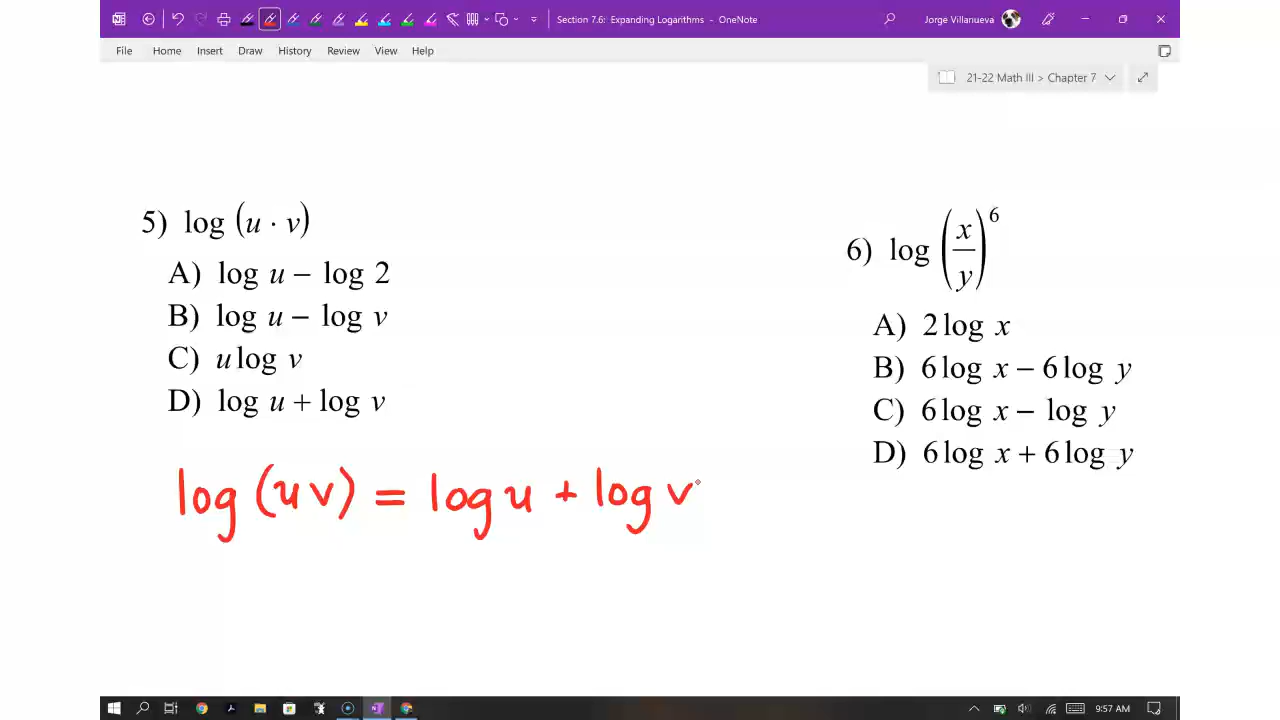 Section 7.6: Expanding Logarithms - OneNote
Jorge Villanueva
File Home Insert Draw History Review View Help
21-22 Math III > Chapter 7
5) log (u · v)
A) log u − log 2
B) log u − log v
C) u log v
D) log u + log v
log (u v) = log u + log v
6) log (x/y)^6
A) 2 log x
B) 6 log x − 6 log y
C) 6 log x − log y
D) 6 log x + 6 log y
9:57 AM